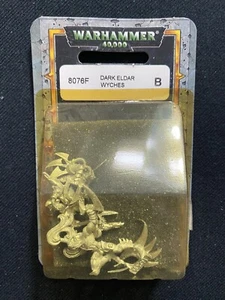 WARHAMMER
40,000
8076F
DARK ELDAR
WYCHES
B